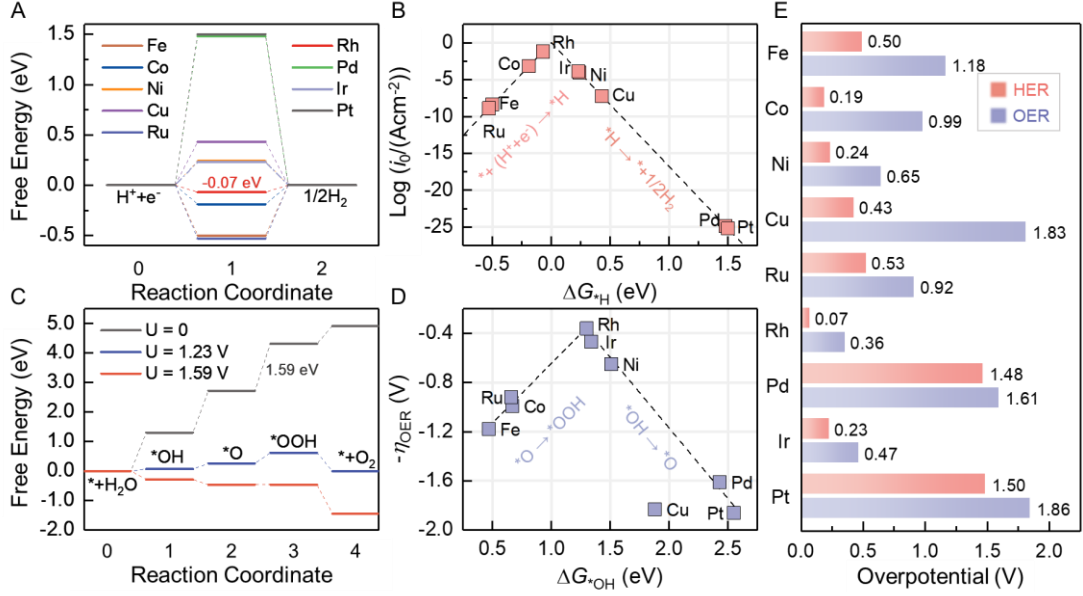 A
Free Energy (eV)
1.5
1.0
0.5
0.0
-0.5
Fe
Co
Ni
Cu
Ru
Rh
Pd
Ir
Pt
-0.07 eV
H⁺+e⁻
1/2H₂
0
1
2
Reaction Coordinate
B
Log (i₀/(Acm⁻²))
0
-5
-10
-15
-20
-25
Rh
Co
Ir
Ni
Fe
Cu
Ru
*+ (H⁺+e⁻) → *H
*H → *+1/2H₂
Pd
Pt
-0.5
0.0
0.5
1.0
1.5
ΔG*H (eV)
C
Free Energy (eV)
5.0
4.0
3.0
2.0
1.0
0.0
-1.0
-2.0
U = 0
U = 1.23 V
U = 1.59 V
1.59 eV
*+H₂O
*OH
*O
*OOH
*+O₂
0
1
2
3
4
Reaction Coordinate
D
-ηOER (V)
-0.4
-0.8
-1.2
-1.6
-2.0
Rh
Ir
Ni
Ru
Co
Fe
*O → *OOH
*OH → *O
Pd
Cu
Pt
0.5
1.0
1.5
2.0
2.5
ΔG*OH (eV)
E
HER
OER
Fe
0.50
1.18
Co
0.19
0.99
Ni
0.24
0.65
Cu
0.43
1.83
Ru
0.53
0.92
Rh
0.07
0.36
Pd
1.48
1.61
Ir
0.23
0.47
Pt
1.50
1.86
0.0
0.5
1.0
1.5
2.0
Overpotential (V)